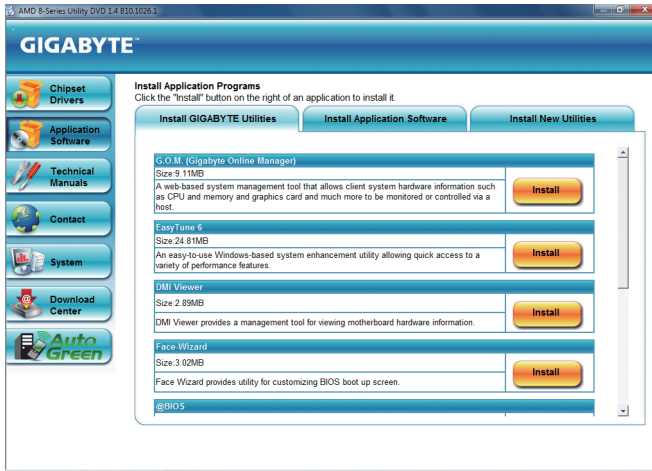 AMD 8-Series Utility DVD 1.4 B10.1026.1
GIGABYTE™
Chipset
Drivers
Application
Software
Technical
Manuals
Contact
System
Download
Center
Auto
Green
Install Application Programs
Click the "Install" button on the right of an application to install it.
Install GIGABYTE Utilities
Install Application Software
Install New Utilities
G.O.M. (Gigabyte Online Manager)
Size:9.11MB
A web-based system management tool that allows client system hardware information such
as CPU and memory and graphics card and much more to be monitored or controlled via a
host.
Install
EasyTune 6
Size:24.81MB
An easy-to-use Windows-based system enhancement utility allowing quick access to a
variety of performance features.
Install
DMI Viewer
Size:2.89MB
DMI Viewer provides a management tool for viewing motherboard hardware information.
Install
Face-Wizard
Size:3.02MB
Face Wizard provides utility for customizing BIOS boot up screen.
Install
@BIOS